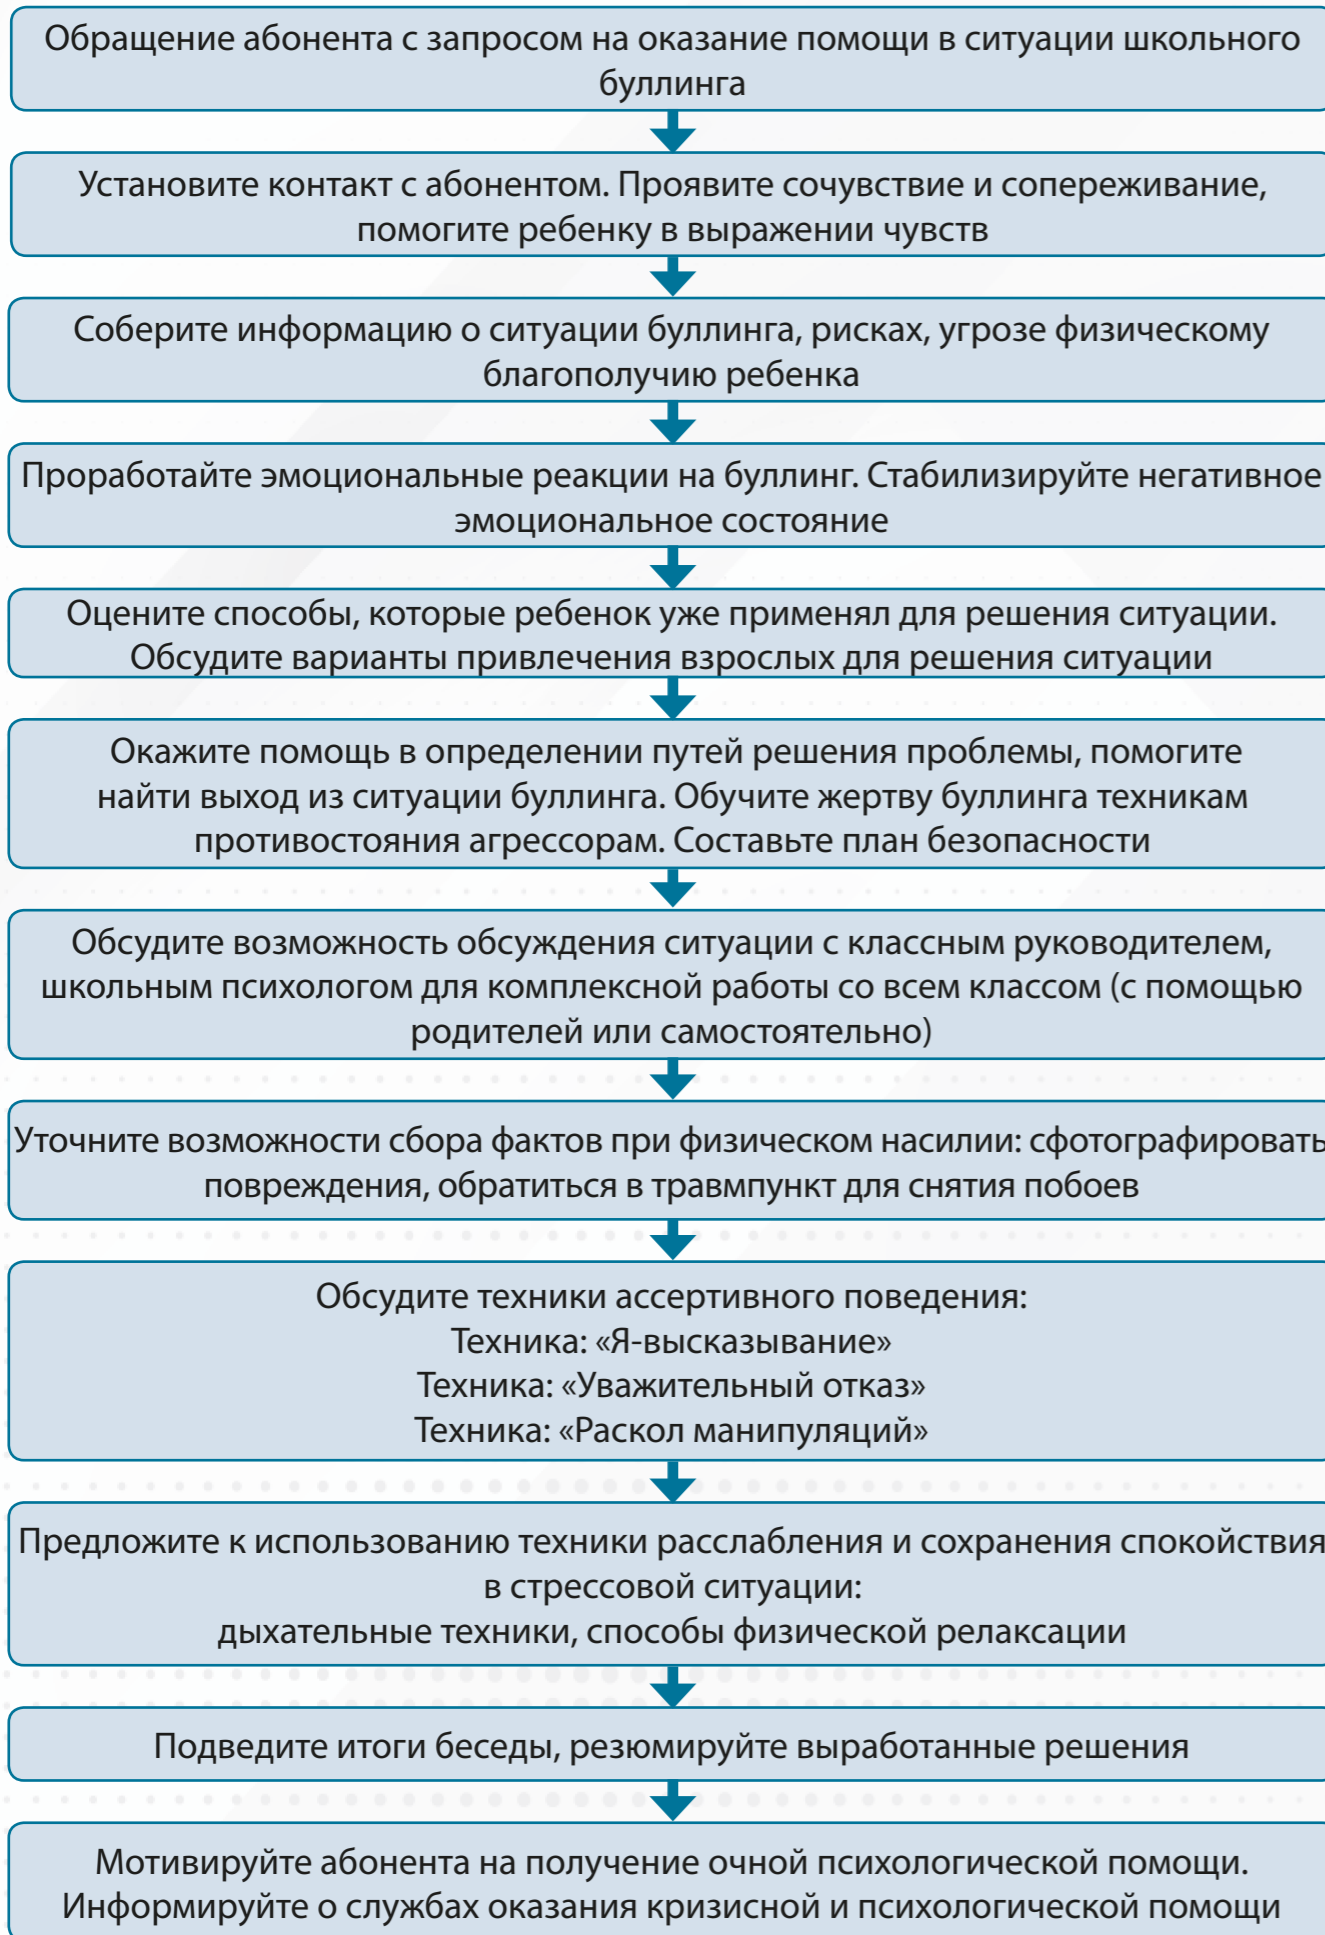 Обращение абонента с запросом на оказание помощи в ситуации школьного
буллинга
Установите контакт с абонентом. Проявите сочувствие и сопереживание,
помогите ребенку в выражении чувств
Соберите информацию о ситуации буллинга, рисках, угрозе физическому
благополучию ребенка
Проработайте эмоциональные реакции на буллинг. Стабилизируйте негативное
эмоциональное состояние
Оцените способы, которые ребенок уже применял для решения ситуации.
Обсудите варианты привлечения взрослых для решения ситуации
Окажите помощь в определении путей решения проблемы, помогите
найти выход из ситуации буллинга. Обучите жертву буллинга техникам
противостояния агрессорам. Составьте план безопасности
Обсудите возможность обсуждения ситуации с классным руководителем,
школьным психологом для комплексной работы со всем классом (с помощью
родителей или самостоятельно)
Уточните возможности сбора фактов при физическом насилии: сфотографировать
повреждения, обратиться в травмпункт для снятия побоев
Обсудите техники ассертивного поведения:
Техника: «Я-высказывание»
Техника: «Уважительный отказ»
Техника: «Раскол манипуляций»
Предложите к использованию техники расслабления и сохранения спокойствия
в стрессовой ситуации:
дыхательные техники, способы физической релаксации
Подведите итоги беседы, резюмируйте выработанные решения
Мотивируйте абонента на получение очной психологической помощи.
Информируйте о службах оказания кризисной и психологической помощи